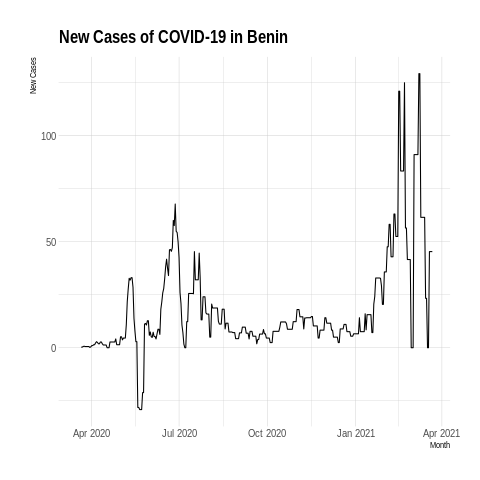 New Cases of COVID-19 in Benin
New Cases
100
50
0
Apr 2020 Jul 2020 Oct 2020 Jan 2021 Apr 2021
Month